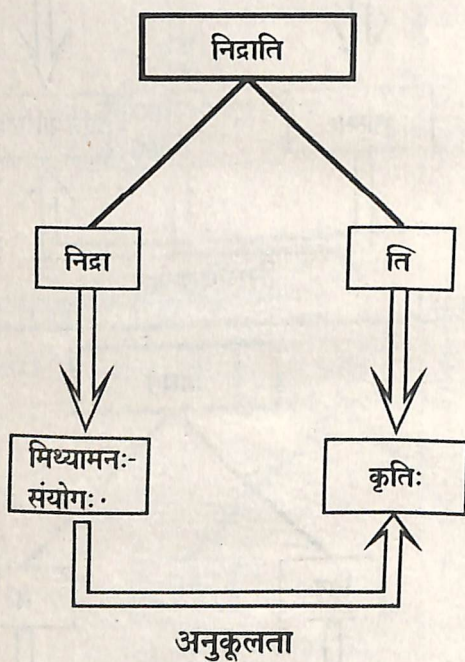 निद्राति
निद्रा
ति
मिथ्यामनः-
संयोगः
कृतिः
अनुकूलता